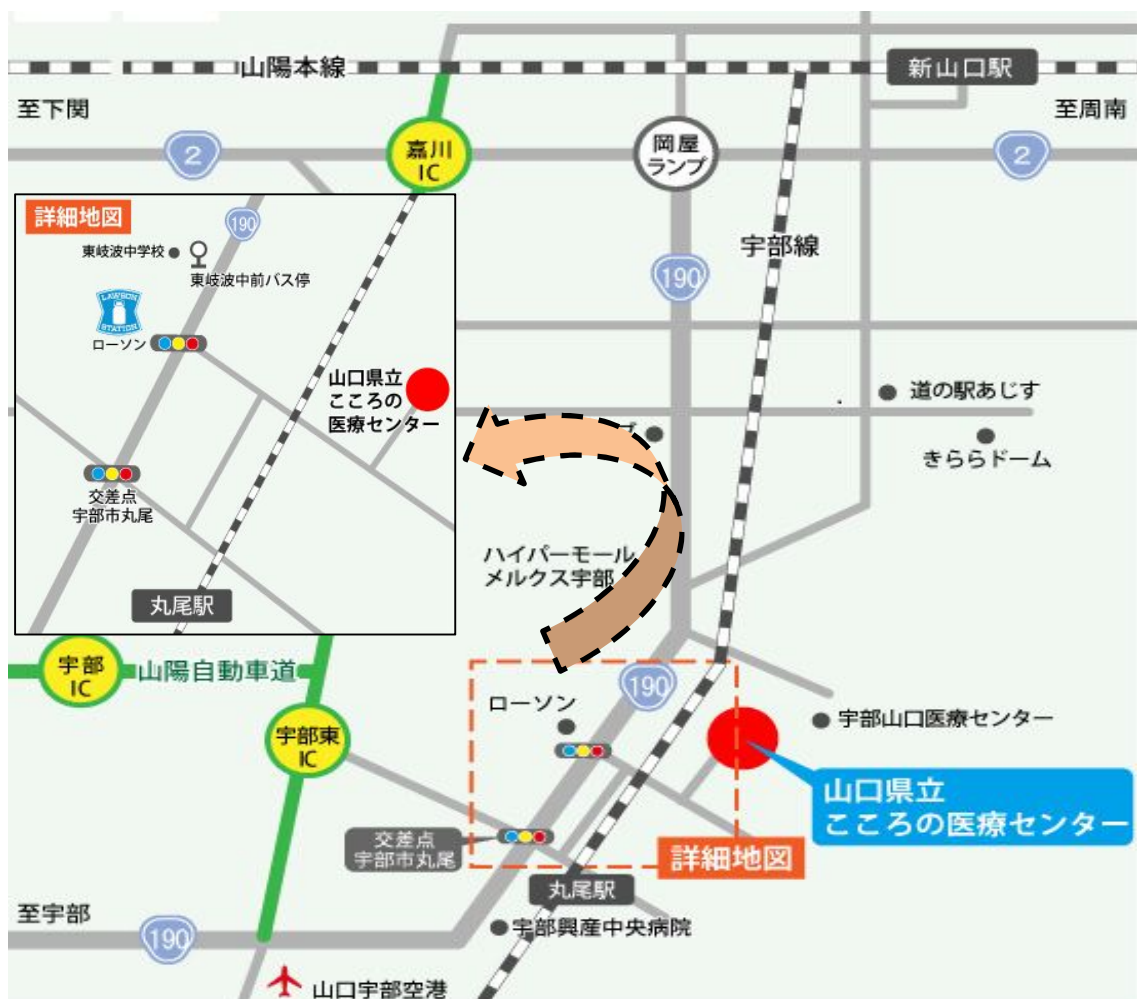 山陽本線
新山口駅
至下関
至周南
2
嘉川
IC
岡屋
ランプ
2
詳細地図
190
東岐波中学校
東岐波中前バス停
宇部線
190
LAWSON
STATION
ローソン
山口県立
こころの
医療センター
道の駅あじす
きららドーム
交差点
宇部市丸尾
ハイパーモール
メルクス宇部
丸尾駅
宇部
IC
山陽自動車道
190
ローソン
宇部山口医療センター
宇部東
IC
山口県立
こころの医療センター
交差点
宇部市丸尾
詳細地図
丸尾駅
至宇部
190
宇部興産中央病院
山口宇部空港